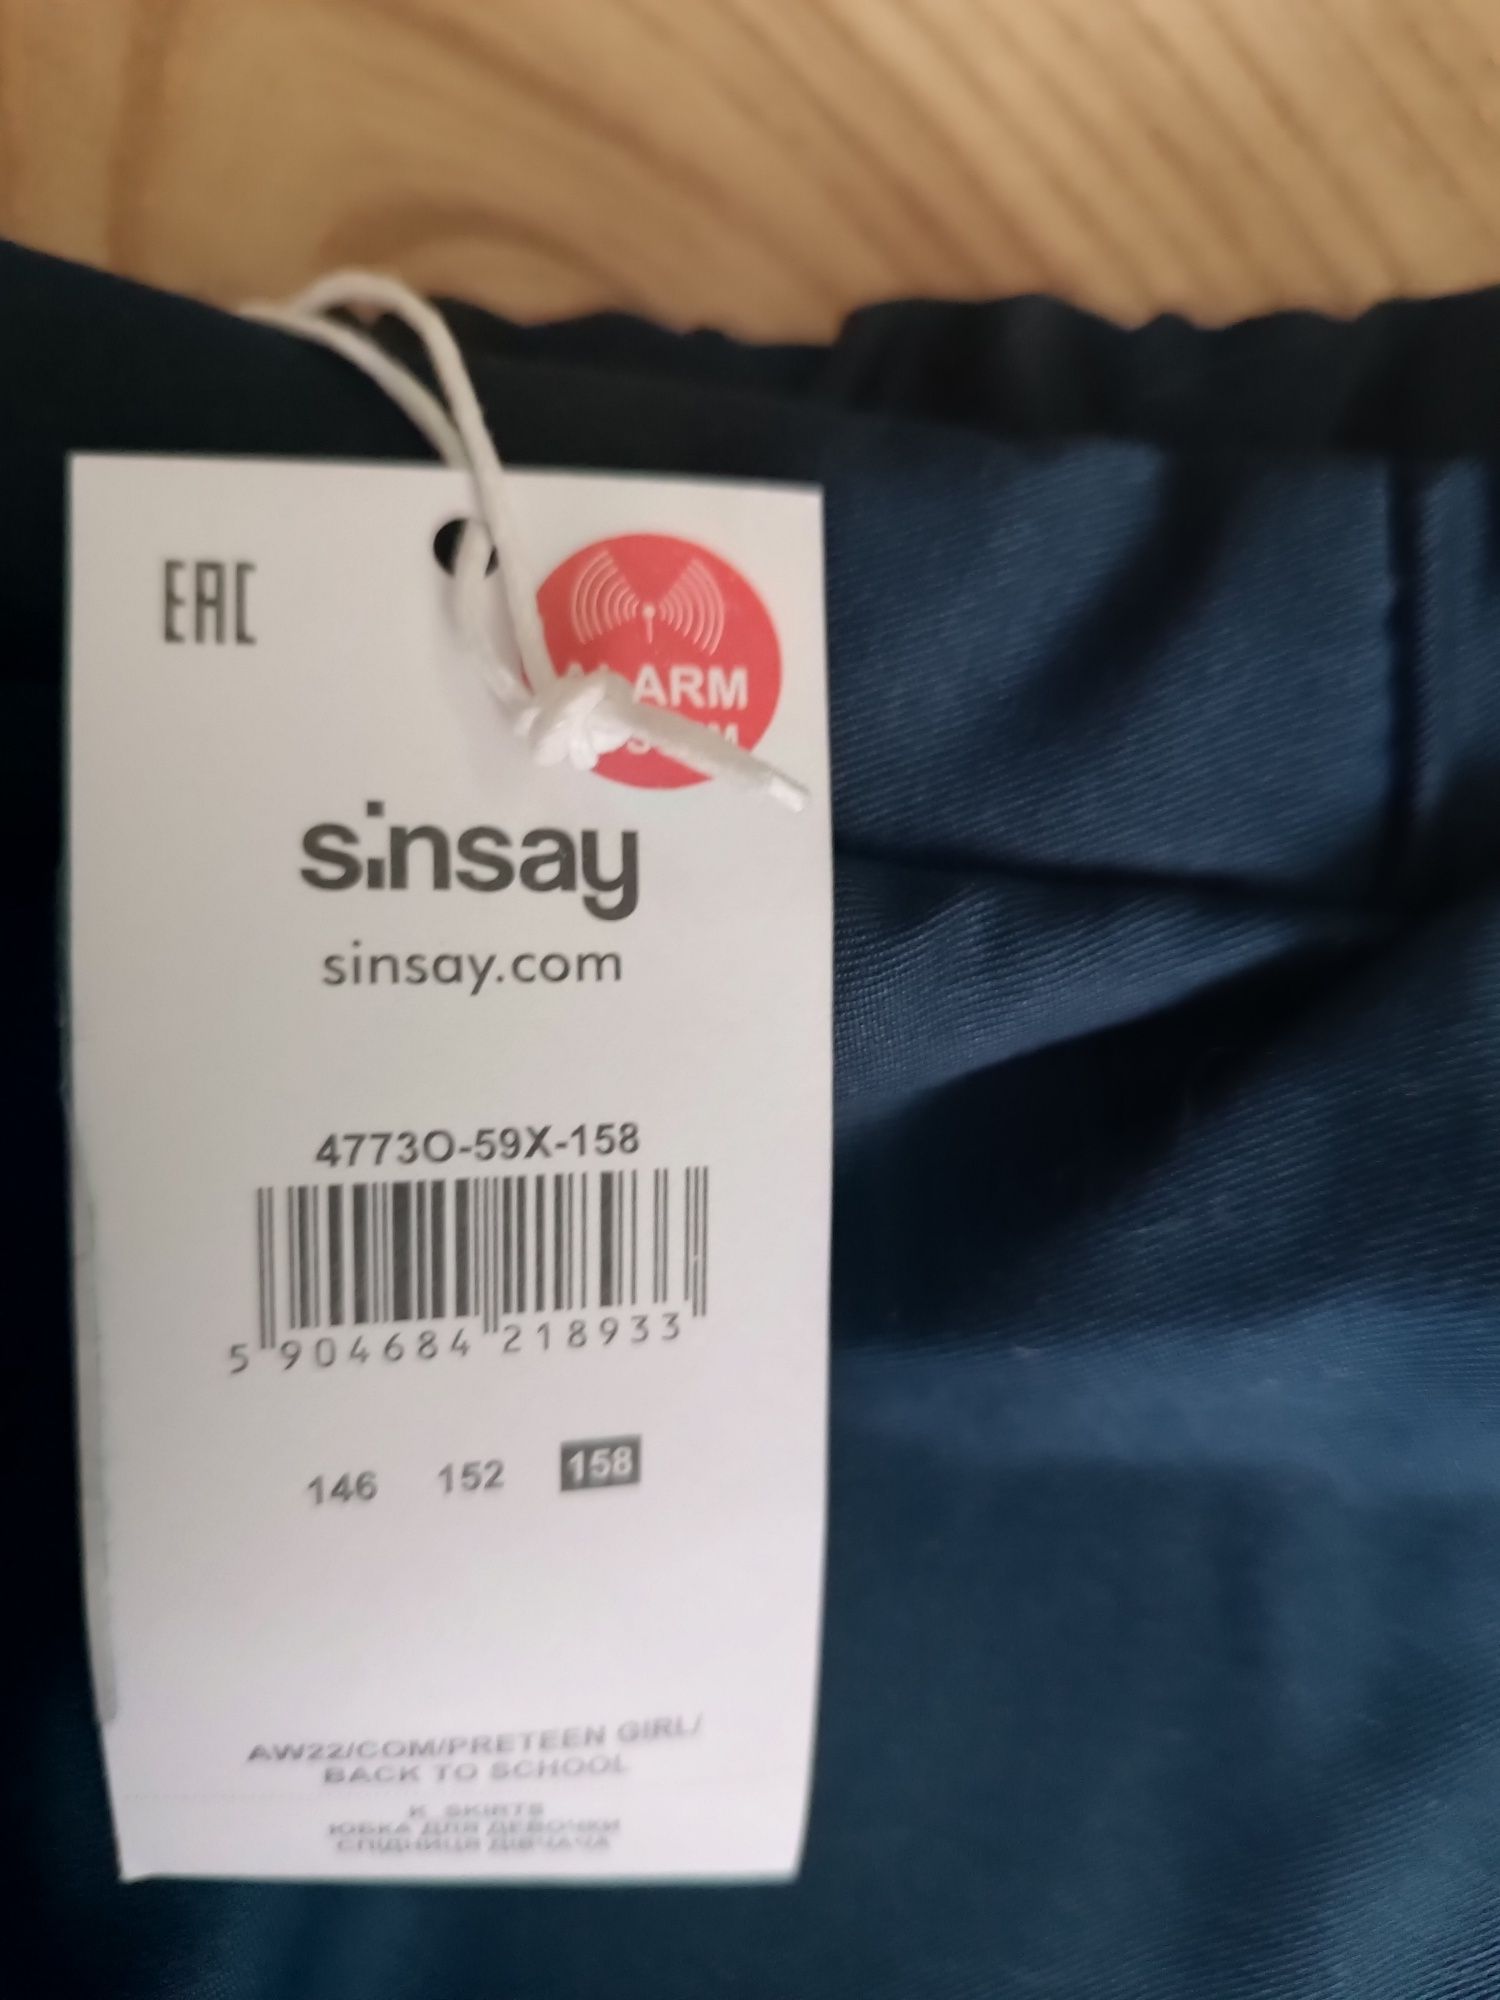 EAC
ALARM
sinsay
sinsay.com
4773O-59X-158
5 904684 218933
146 152 158
AW22/COM/PRETEEN GIRL/
BACK TO SCHOOL
K_SKIRTS
ЮБКА ДЛЯ ДЕВОЧКИ
СПІДНИЦЯ ДІВЧАЧА